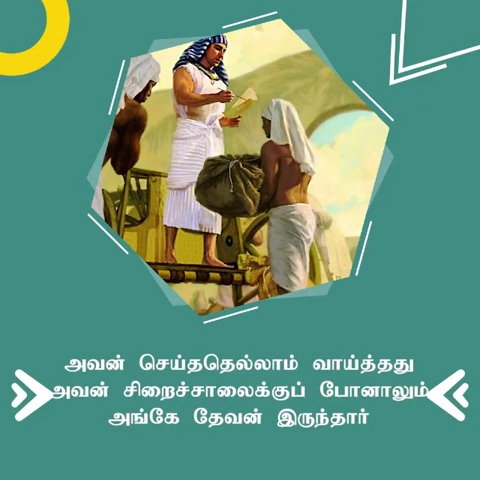 அவன் செய்ததெல்லாம் வாய்த்தது
அவன் சிறைச்சாலைக்குப் போனாலும்
அங்கே தேவன் இருந்தார்